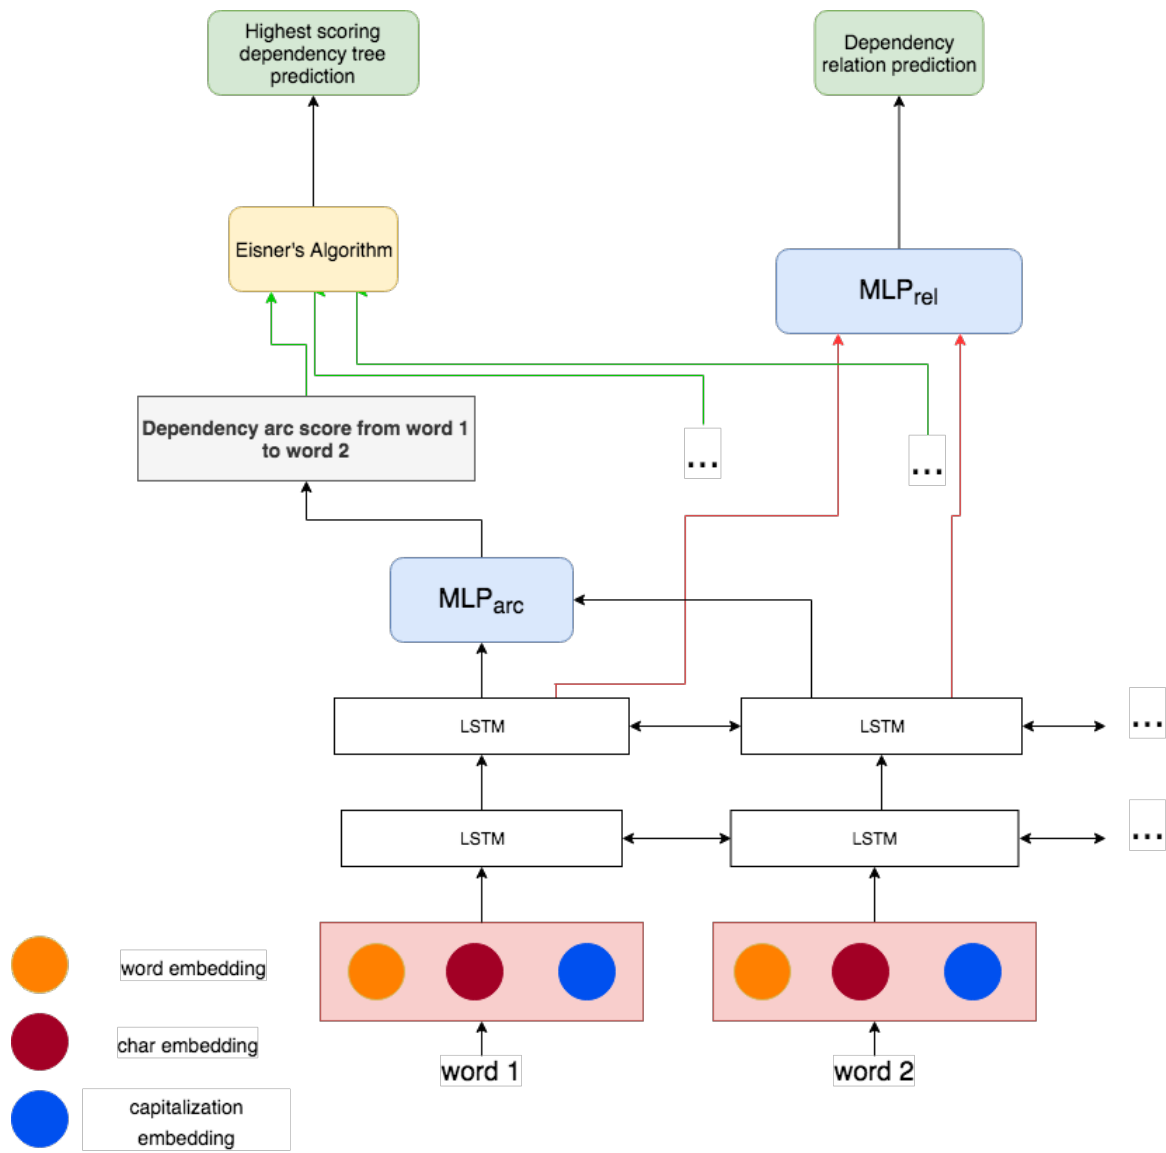 Highest scoring
dependency tree
prediction
Dependency
relation prediction
Eisner's Algorithm
MLPrel
Dependency arc score from word 1
to word 2
...
...
MLParc
LSTM
LSTM
...
LSTM
LSTM
...
word embedding
char embedding
capitalization
embedding
word 1
word 2